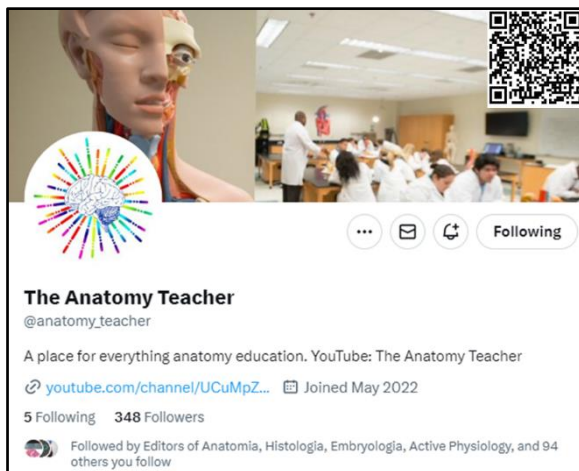 Following
The Anatomy Teacher
@anatomy_teacher
A place for everything anatomy education. YouTube: The Anatomy Teacher
youtube.com/channel/UCuMpZ... Joined May 2022
5 Following 348 Followers
Followed by Editors of Anatomia, Histologia, Embryologia, Active Physiology, and 94
others you follow